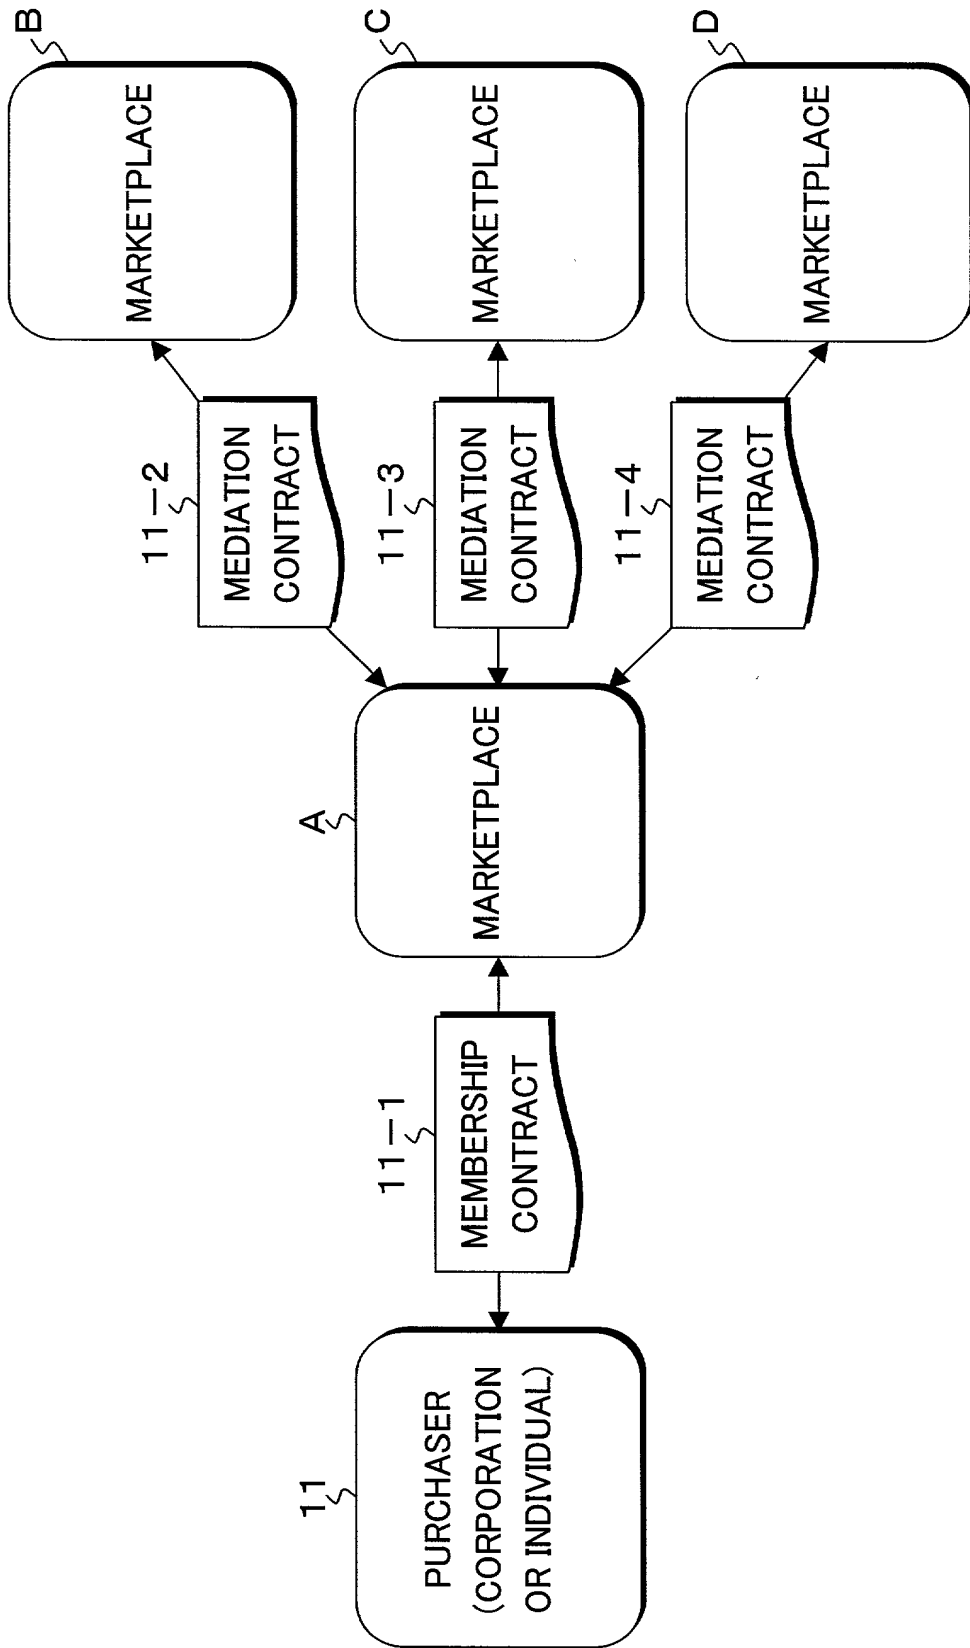 11
PURCHASER
(CORPORATION
OR INDIVIDUAL)
11-1
MEMBERSHIP
CONTRACT
A
MARKETPLACE
11-2
MEDIATION
CONTRACT
11-3
MEDIATION
CONTRACT
11-4
MEDIATION
CONTRACT
B
MARKETPLACE
C
MARKETPLACE
D
MARKETPLACE